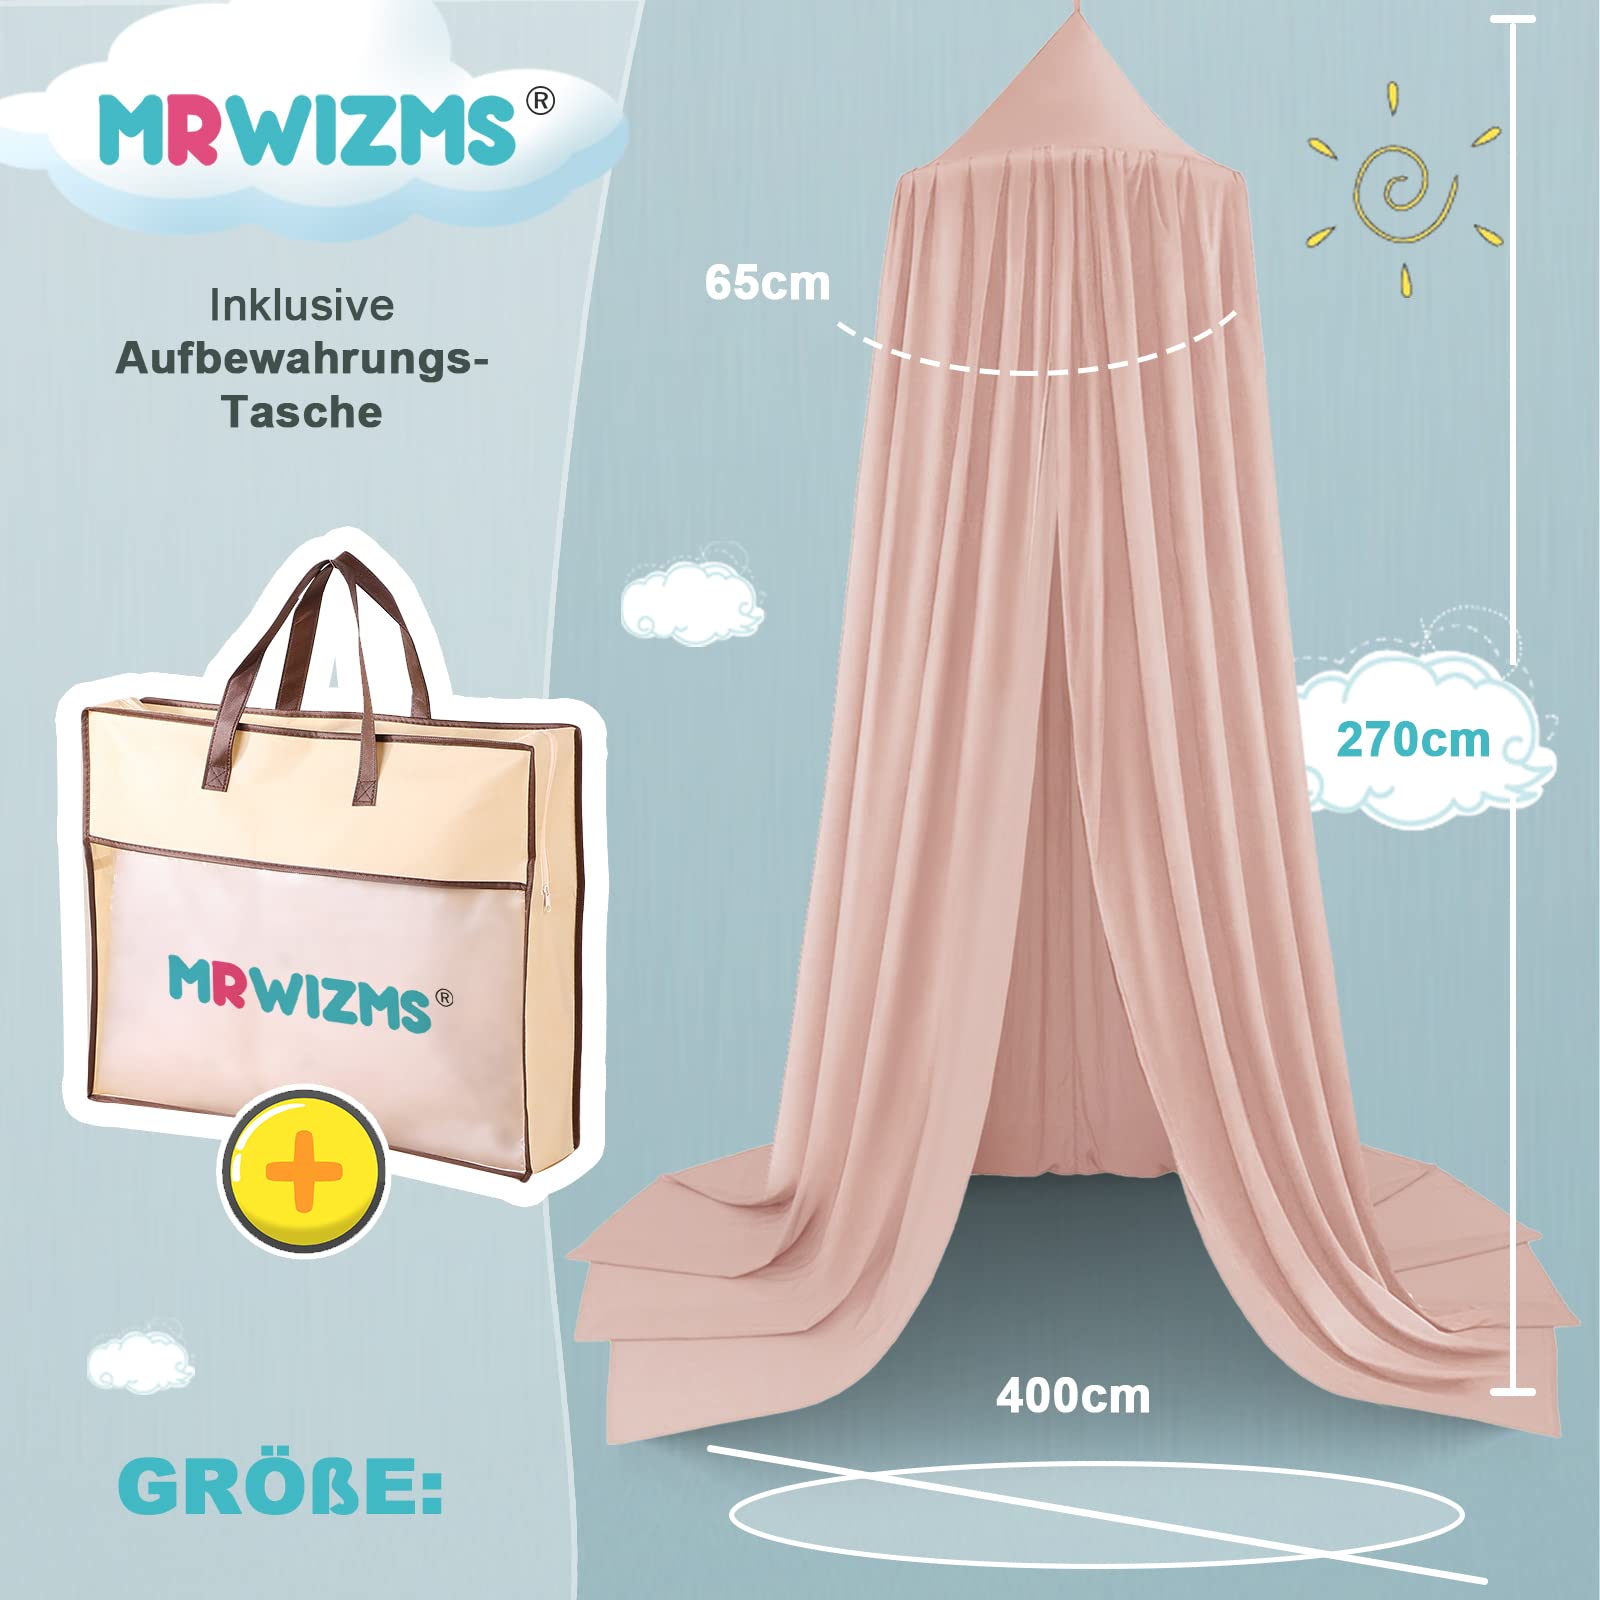 MRWIZMS®
Inklusive
Aufbewahrungs-
Tasche
65cm
270cm
MRWIZMS®
400cm
GRÖßE: